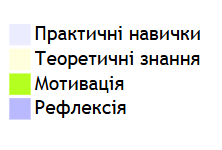 Практичні навички
Теоретичні знання
Мотивація
Рефлексія